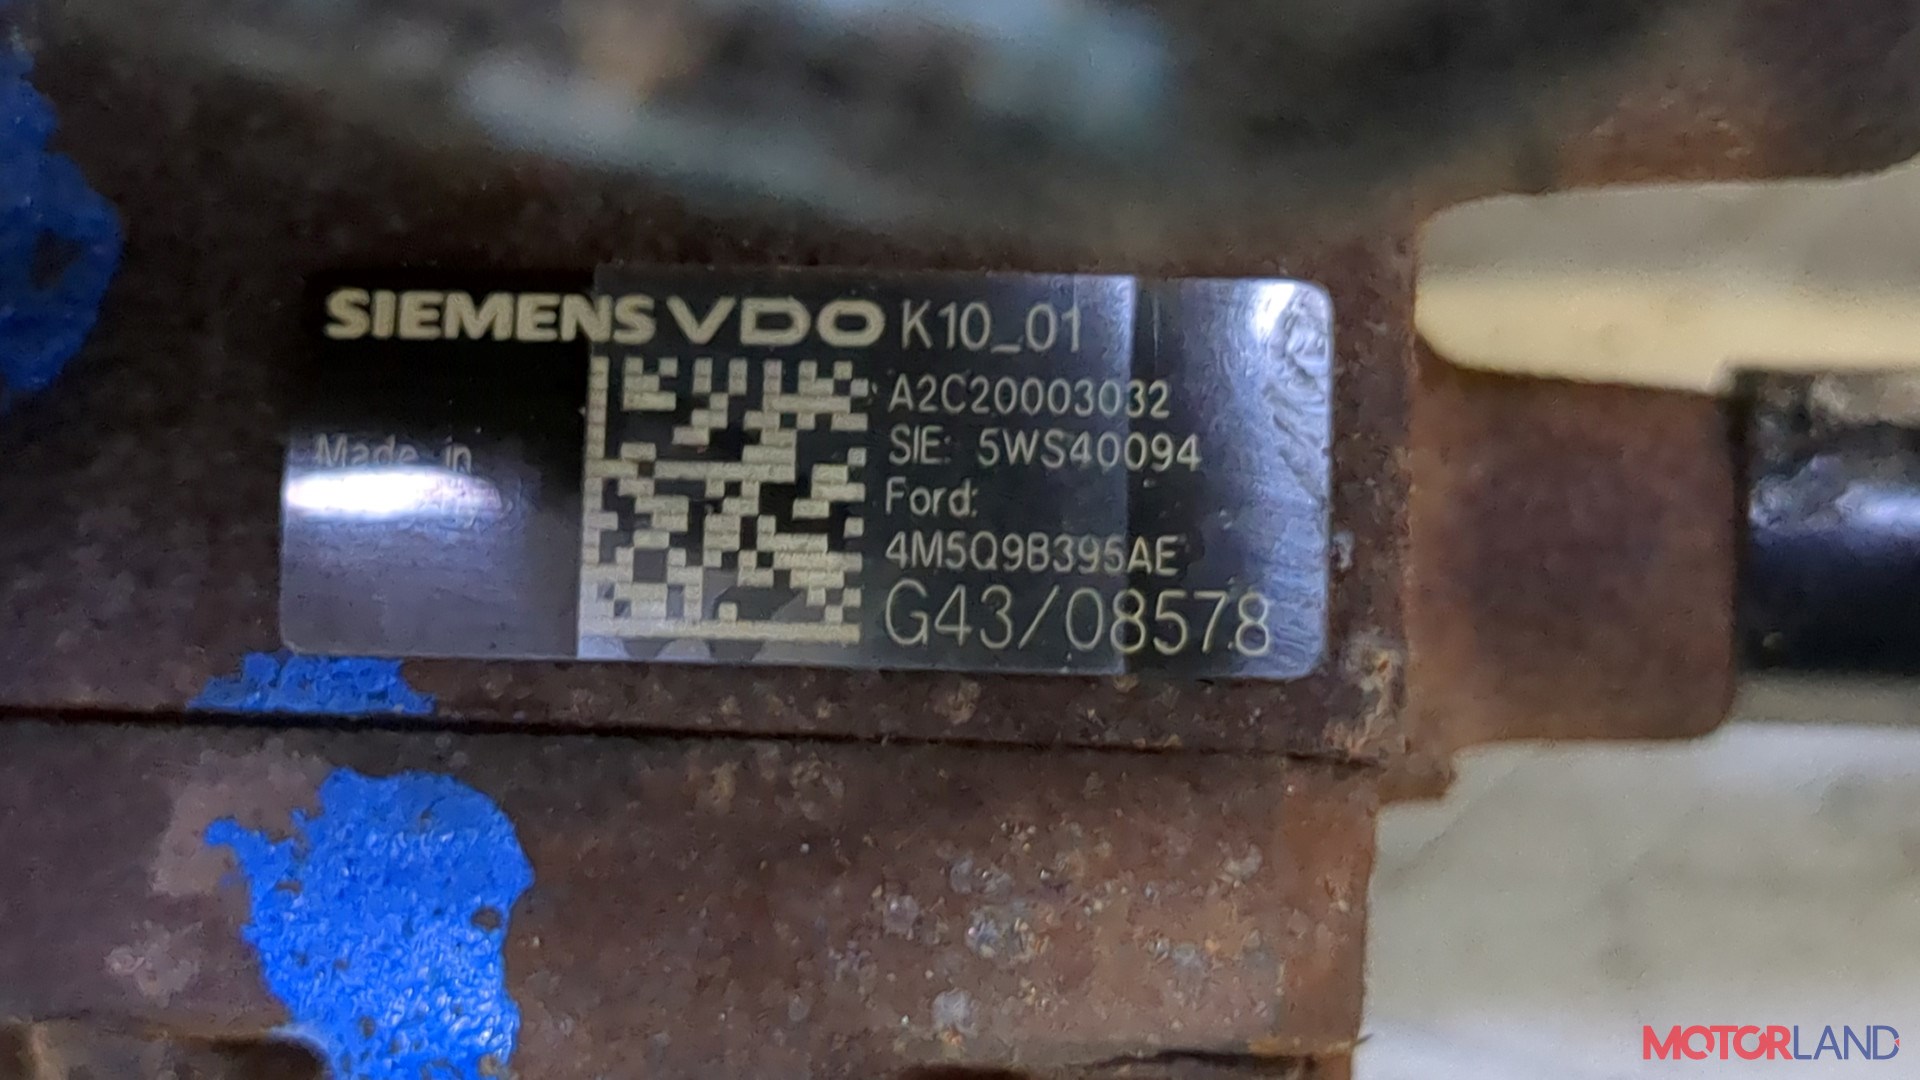 SIEMENS VDO K10_01
A2C20003032
Made in
SIE: 5WS40094
Ford:
4M5Q9B395AE
G43/08578
MOTORLAND